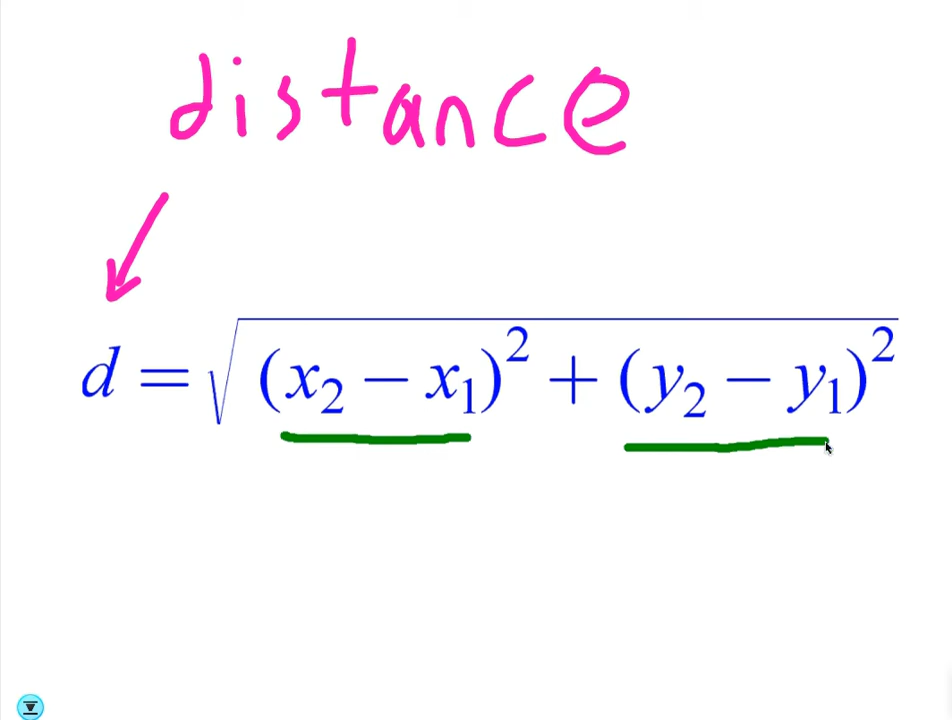 distance
d = √(x₂ − x₁)² + (y₂ − y₁)²